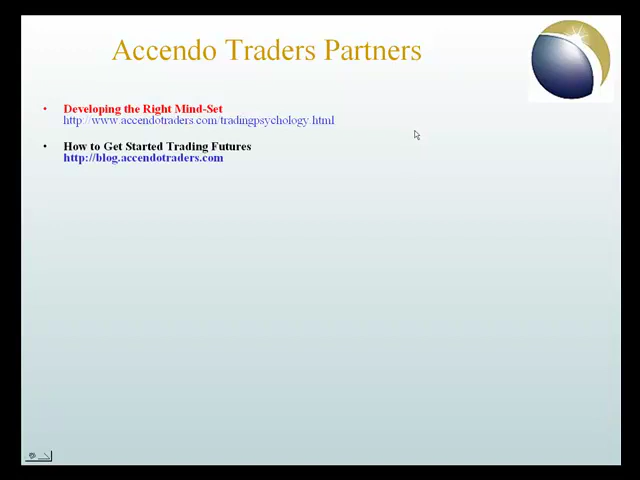 Accendo Traders Partners
• Developing the Right Mind-Set
http://www.accendotraders.com/tradingpsychology.html
• How to Get Started Trading Futures
http://blog.accendotraders.com